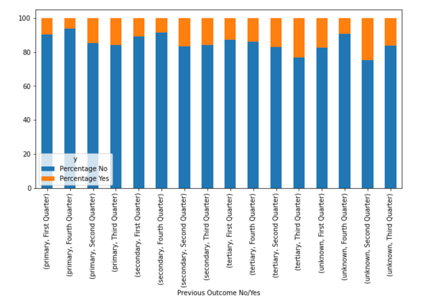 100
80
60
40
20
0
y
Percentage No
Percentage Yes
(primary, First Quarter)
(primary, Fourth Quarter)
(primary, Second Quarter)
(primary, Third Quarter)
(secondary, First Quarter)
(secondary, Fourth Quarter)
(secondary, Second Quarter)
(secondary, Third Quarter)
(tertiary, First Quarter)
(tertiary, Fourth Quarter)
(tertiary, Second Quarter)
(tertiary, Third Quarter)
(unknown, First Quarter)
(unknown, Fourth Quarter)
(unknown, Second Quarter)
(unknown, Third Quarter)
Previous Outcome No/Yes